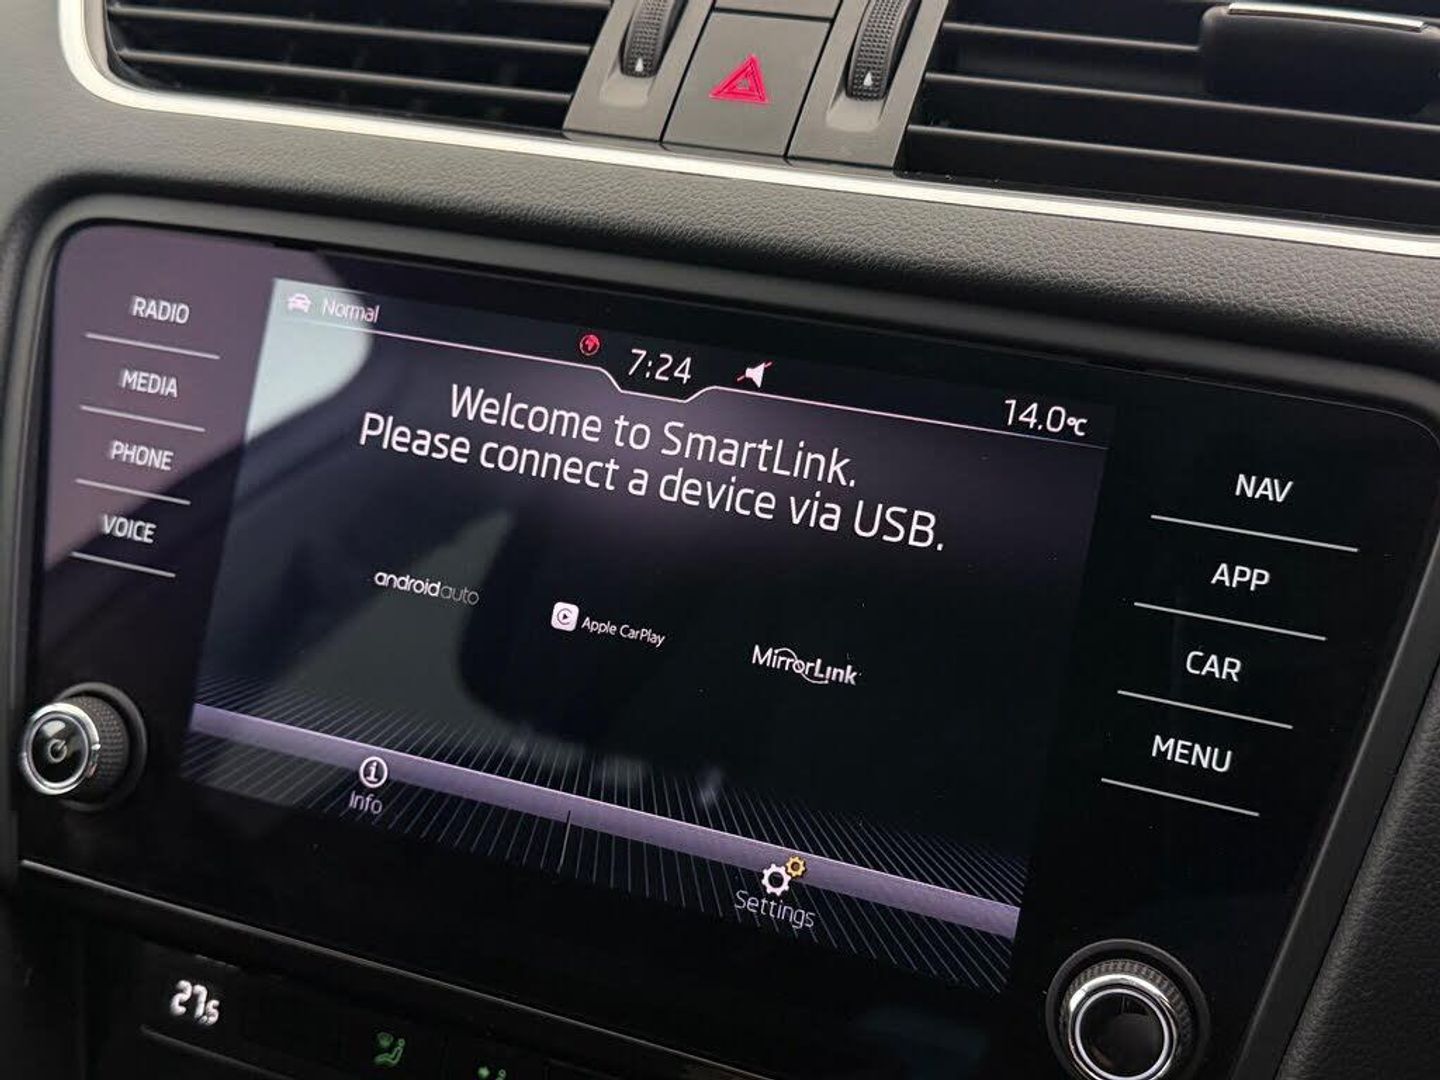 RADIO
MEDIA
PHONE
VOICE
Normal
7:24
14.0°C
Welcome to SmartLink.
Please connect a device via USB.
androidauto
Apple CarPlay
MirrorLink
Info
Settings
NAV
APP
CAR
MENU
27.5